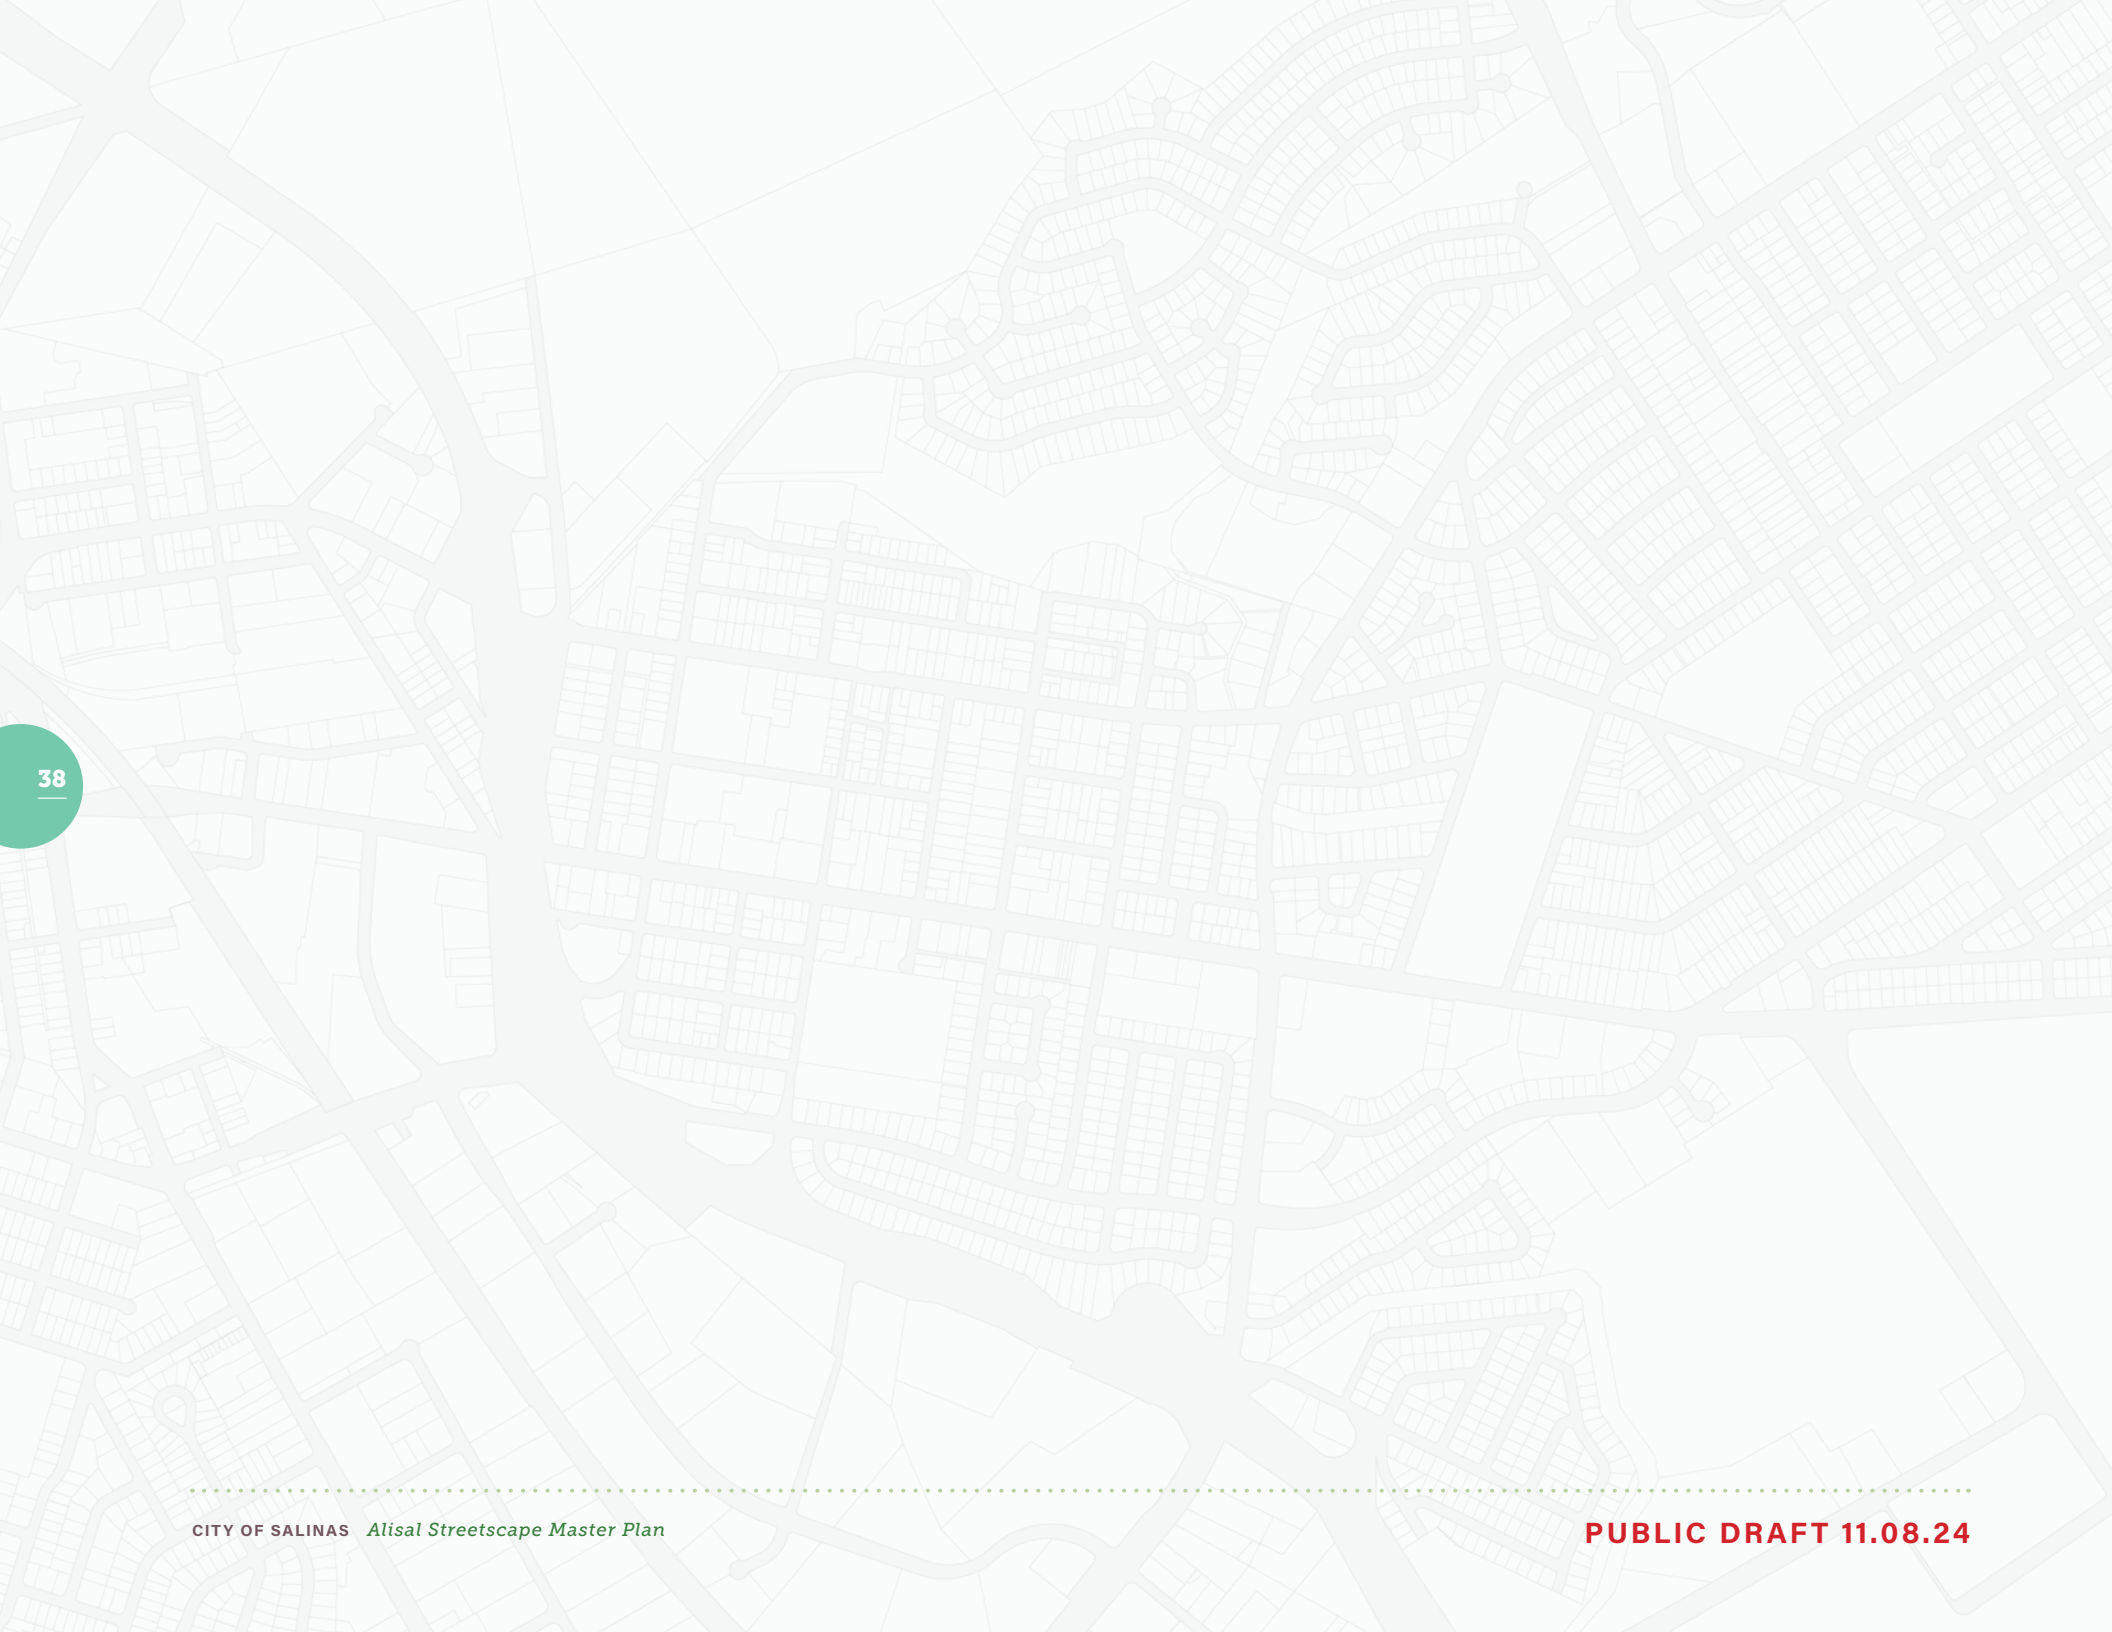 38
CITY OF SALINAS Alisal Streetscape Master Plan
PUBLIC DRAFT 11.08.24